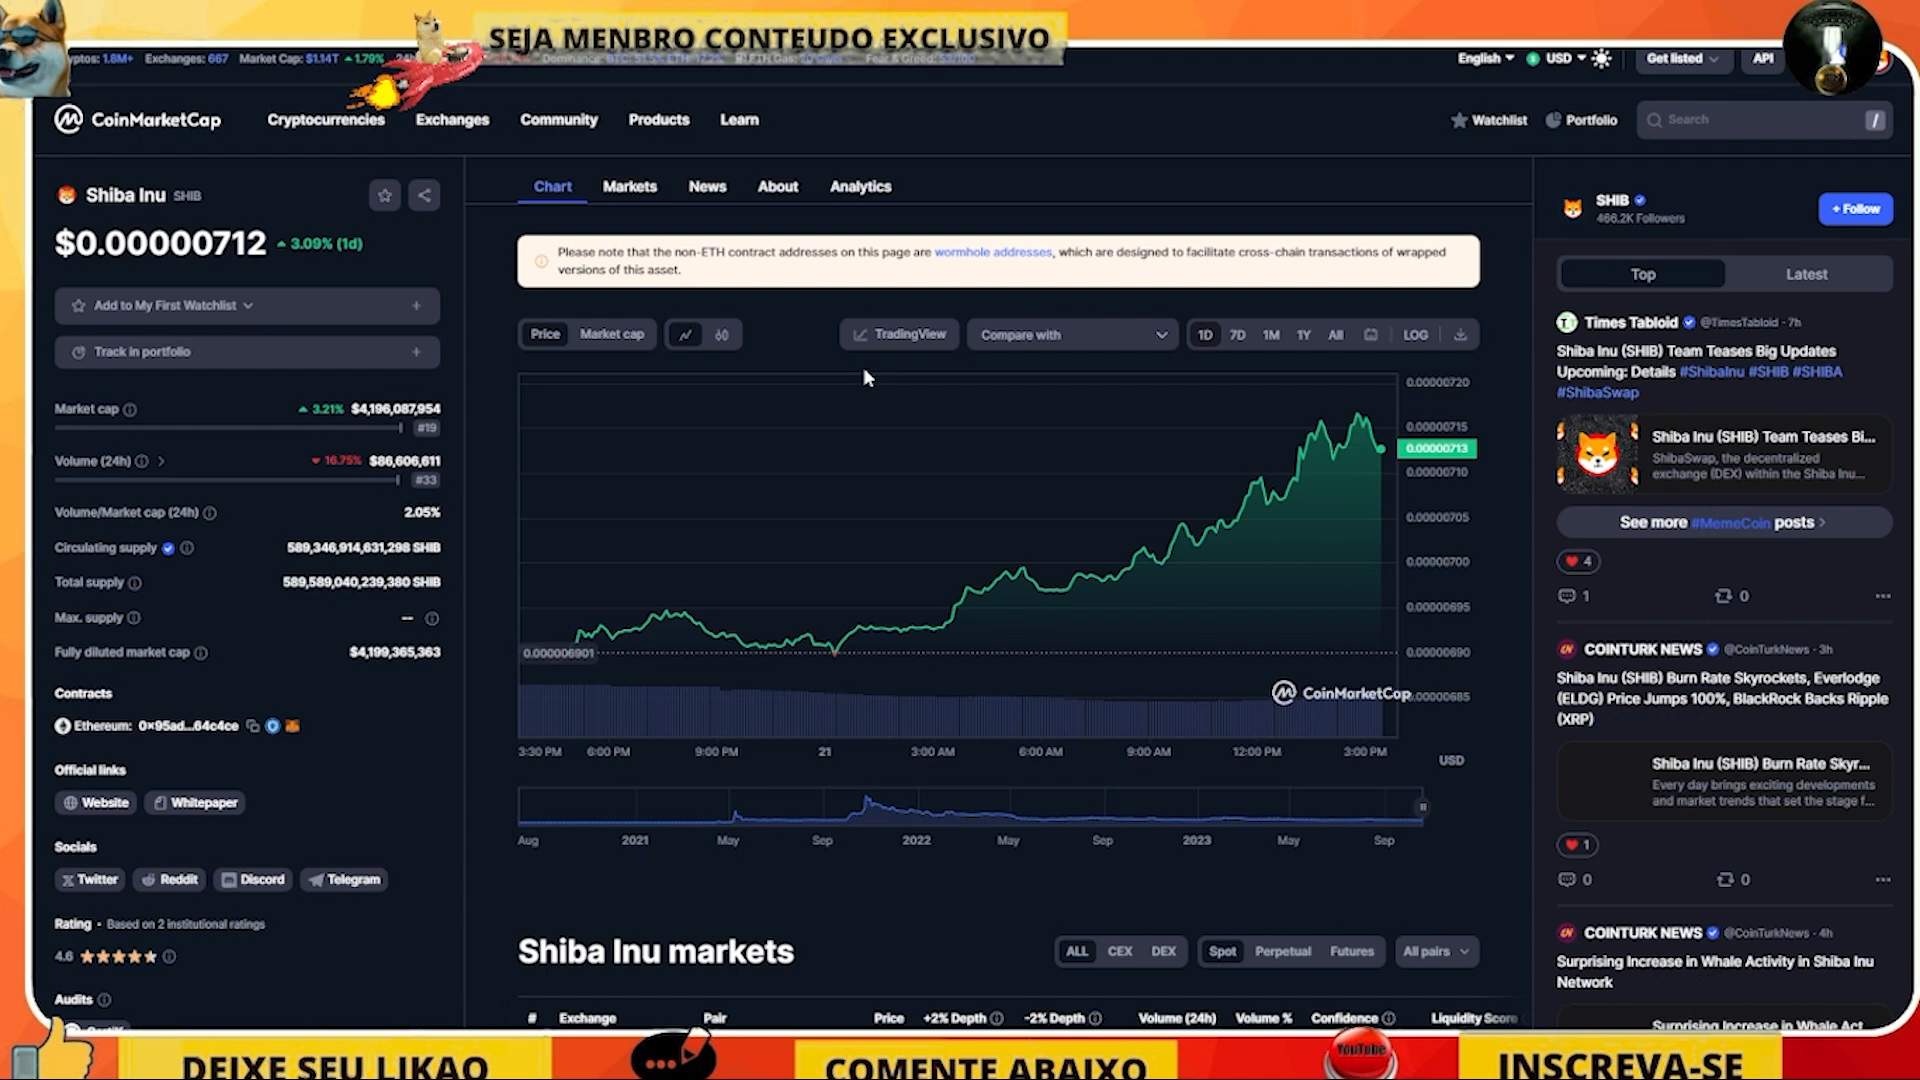 SEJA MENBRO CONTEUDO EXCLUSIVO
yptos: 1.8M+ Exchanges: 667 Market Cap: $1.14T 1.79%
English USD Get listed API
CoinMarketCap Cryptocurrencies Exchanges Community Products Learn Watchlist Portfolio Search /
Shiba Inu SHIB
$0.00000712 3.09% (1d)
Add to My First Watchlist +
Track in portfolio +
Market cap 3.21% $4,196,087,954
#19
Volume (24h) 16.75% $86,606,611
#33
Volume/Market cap (24h) 2.05%
Circulating supply 589,346,914,631,298 SHIB
Total supply 589,589,040,239,380 SHIB
Max. supply --
Fully diluted market cap $4,199,365,363
Contracts
Ethereum: 0x95ad...64c4ce
Official links
Website Whitepaper
Socials
Twitter Reddit Discord Telegram
Rating · Based on 2 institutional ratings
4.6
Audits
Chart Markets News About Analytics
Please note that the non-ETH contract addresses on this page are wormhole addresses, which are designed to facilitate cross-chain transactions of wrapped
versions of this asset.
Price Market cap TradingView Compare with 1D 7D 1M 1Y All LOG
0.00000720
0.00000715
0.00000713
0.00000710
0.00000705
0.00000700
0.00000695
0.000006901 0.00000690
CoinMarketCap 0.00000685
3:30 PM 6:00 PM 9:00 PM 21 3:00 AM 6:00 AM 9:00 AM 12:00 PM 3:00 PM
USD
Aug 2021 May Sep 2022 May Sep 2023 May Sep
Shiba Inu markets ALL CEX DEX Spot Perpetual Futures All pairs
# Exchange Pair Price +2% Depth -2% Depth Volume (24h) Volume % Confidence Liquidity Score
SHIB
466.2K Followers
+ Follow
Top Latest
Times Tabloid @TimesTabloid · 7h
Shiba Inu (SHIB) Team Teases Big Updates
Upcoming: Details #ShibaInu #SHIB #SHIBA
#ShibaSwap
Shiba Inu (SHIB) Team Teases Bi...
ShibaSwap, the decentralized
exchange (DEX) within the Shiba Inu...
See more #MemeCoin posts
4
1 0 ...
COINTURK NEWS @CoinTurkNews · 3h
Shiba Inu (SHIB) Burn Rate Skyrockets, Everlodge
(ELDG) Price Jumps 100%, BlackRock Backs Ripple
(XRP)
Shiba Inu (SHIB) Burn Rate Skyr...
Every day brings exciting developments
and market trends that set the stage f...
1
0 0 ...
COINTURK NEWS @CoinTurkNews · 4h
Surprising Increase in Whale Activity in Shiba Inu
Network
Surprising Increase in Whale Act
DEIXE SEU LIKAO
COMENTE ABAIXO
YouTube
INSCREVA-SE